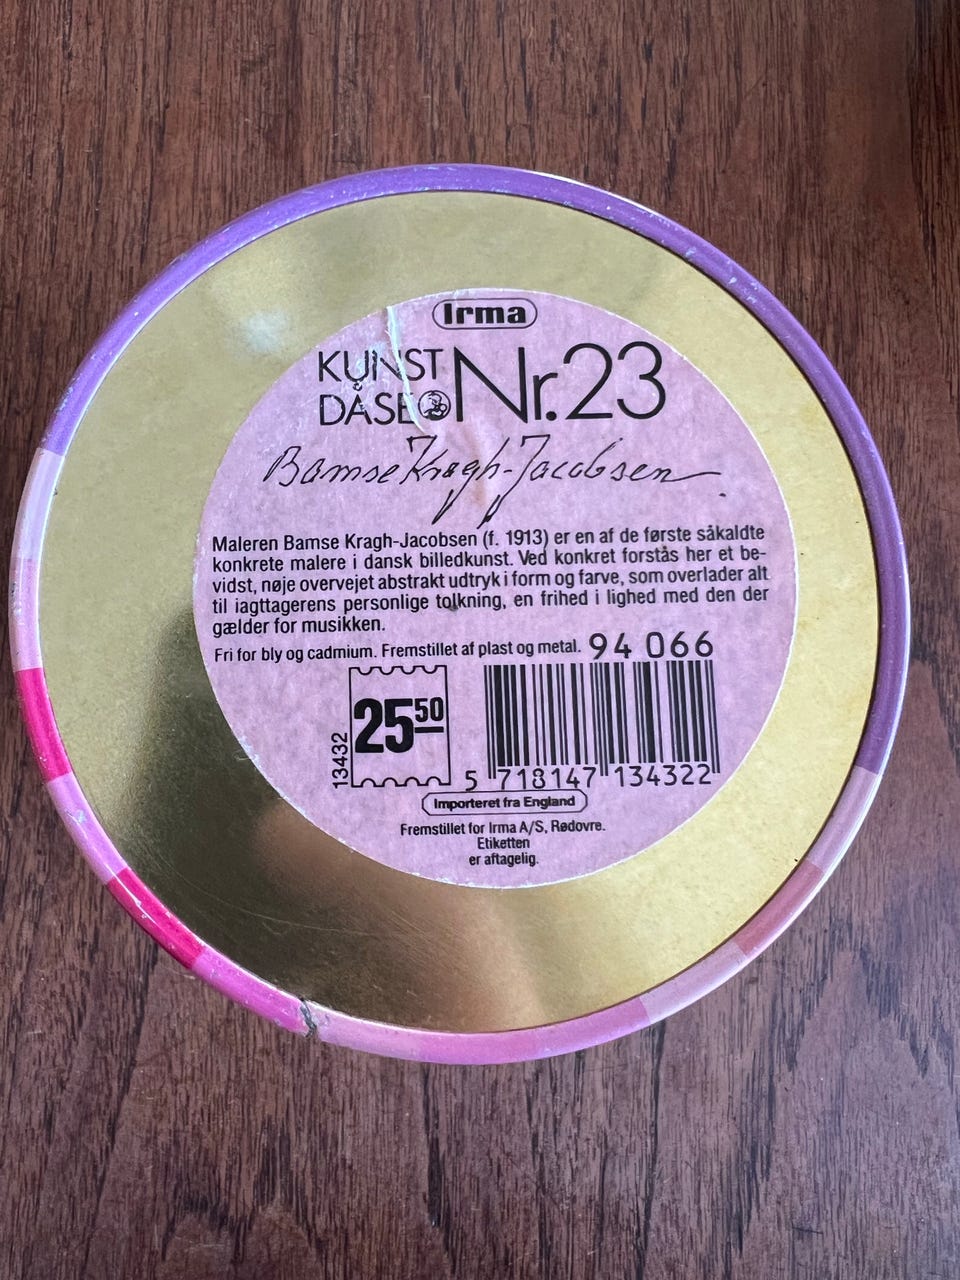 Irma
KUNST
DÅSE Nr.23
Bamse Kragh-Jacobsen
Maleren Bamse Kragh-Jacobsen (f. 1913) er en af de første såkaldte
konkrete malere i dansk billedkunst. Ved konkret forstås her et be-
vidst, nøje overvejet abstrakt udtryk i form og farve, som overlader alt
til iagttagerens personlige tolkning, en frihed i lighed med den der
gælder for musikken.
Fri for bly og cadmium. Fremstillet af plast og metal. 94 066
13432
25 50
5 718147 134322
Importeret fra England
Fremstillet for Irma A/S, Rødovre.
Etiketten
er aftagelig.